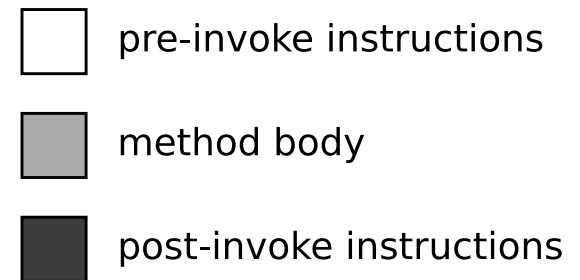 pre-invoke instructions
method body
post-invoke instructions